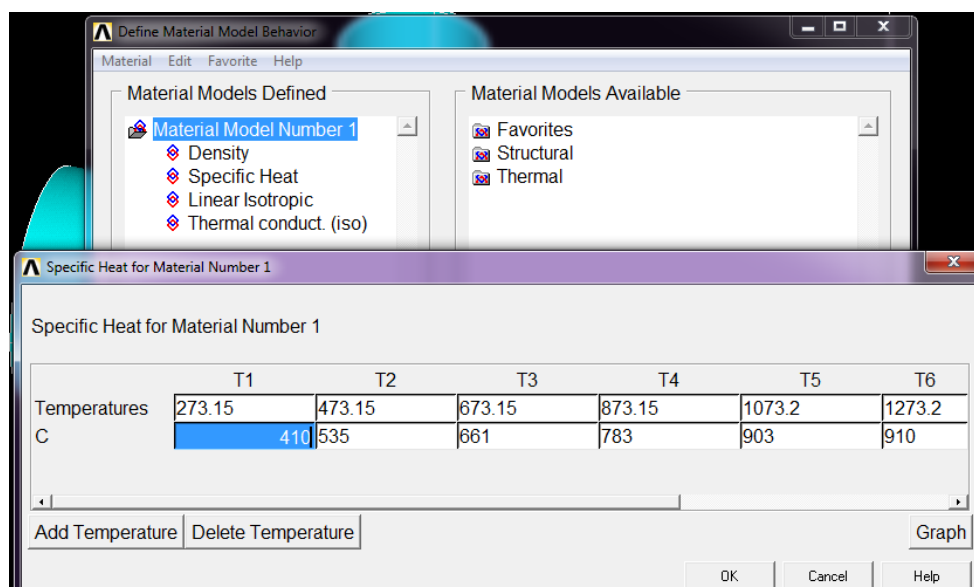 Define Material Model Behavior
Material Edit Favorite Help
Material Models Defined
Material Models Available
Material Model Number 1
Density
Specific Heat
Linear Isotropic
Thermal conduct. (iso)
Favorites
Structural
Thermal
Specific Heat for Material Number 1
Specific Heat for Material Number 1
T1 T2 T3 T4 T5 T6
Temperatures 273.15 473.15 673.15 873.15 1073.2 1273.2
C 410 535 661 783 903 910
Add Temperature Delete Temperature Graph
OK Cancel Help